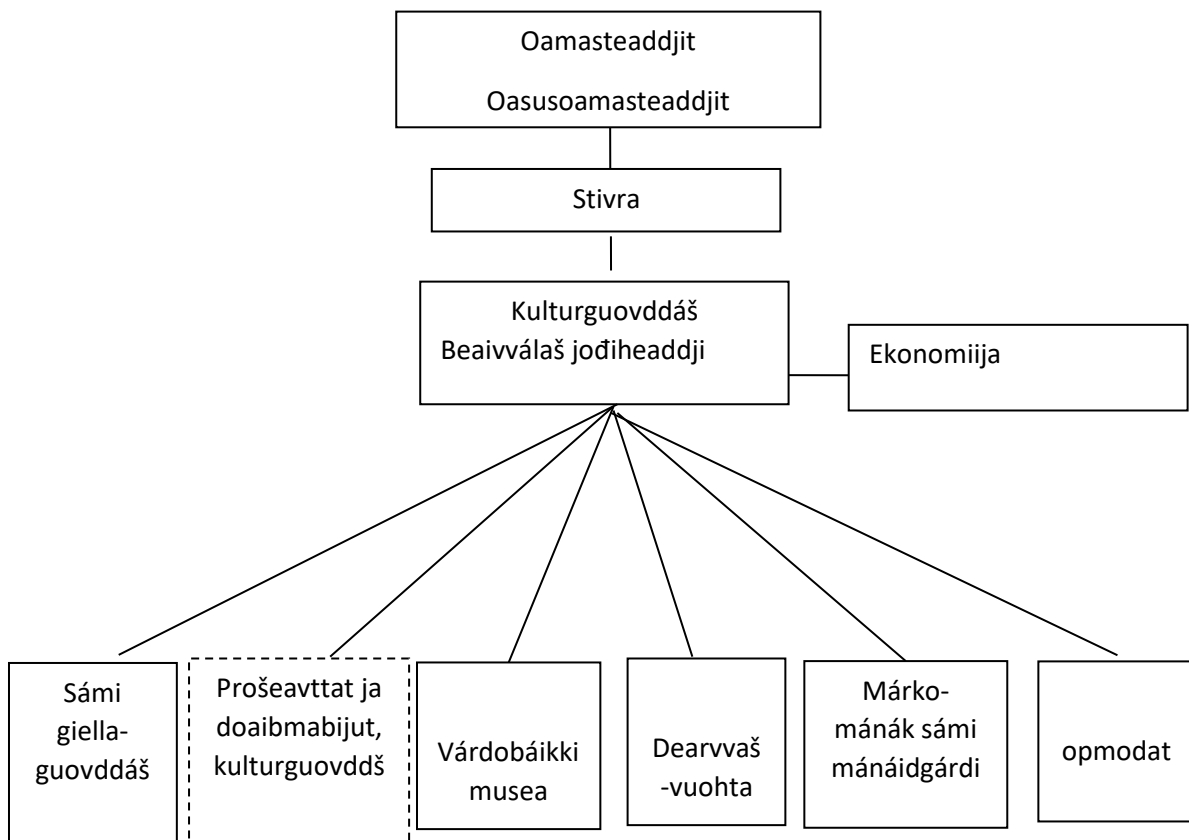 Oamasteaddjit
Oasusoamasteaddjit
Stivra
Kulturguovddáš
Beaivválaš jođiheaddji
Ekonomiija
Sámi
giella-
guovddáš
Prošeavttat ja
doaibmabijut,
kulturguovddš
Várdobáikki
musea
Dearvvaš
-vuohta
Márko-
mánák sámi
mánáidgárdi
opmodat